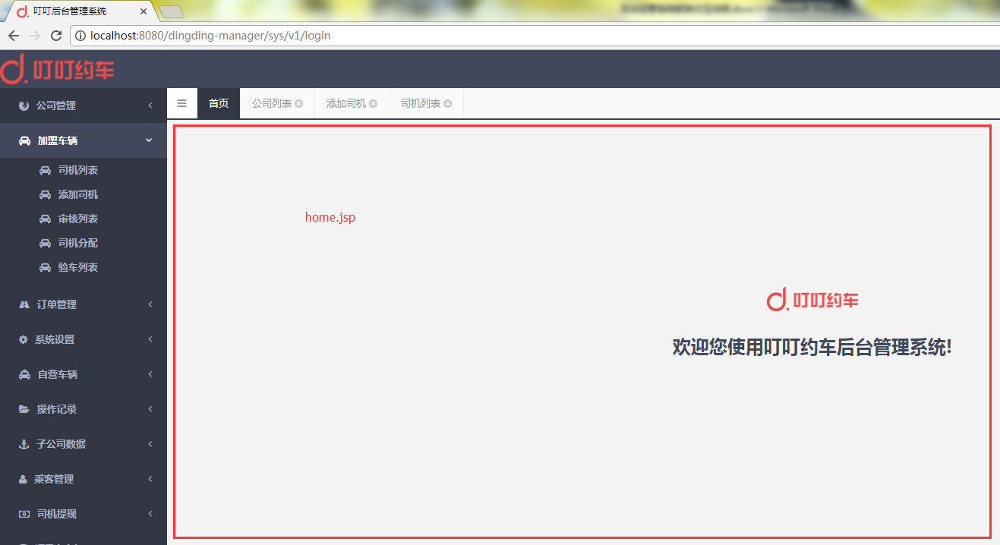 叮叮后台管理系统
localhost:8080/dingding-manager/sys/v1/login
d.叮叮约车
公司管理
首页 公司列表 添加司机 司机列表
加盟车辆
司机列表
添加司机
审核列表
司机分配
验车列表
订单管理
系统设置
自营车辆
操作记录
子公司数据
乘客管理
司机提现
home.jsp
d.叮叮约车
欢迎您使用叮叮约车后台管理系统!